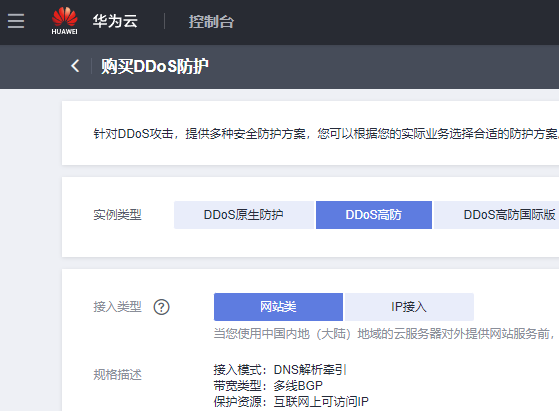 HUAWEI
华为云
控制台
购买DDoS防护
针对DDoS攻击，提供多种安全防护方案，您可以根据您的实际业务选择合适的防护方案
实例类型
DDoS原生防护
DDoS高防
DDoS高防国际版
接入类型 ?
网站类
IP接入
当您使用中国内地（大陆）地域的云服务器对外提供网站服务前，
规格描述
接入模式：DNS解析牵引
带宽类型：多线BGP
保护资源：互联网上可访问IP